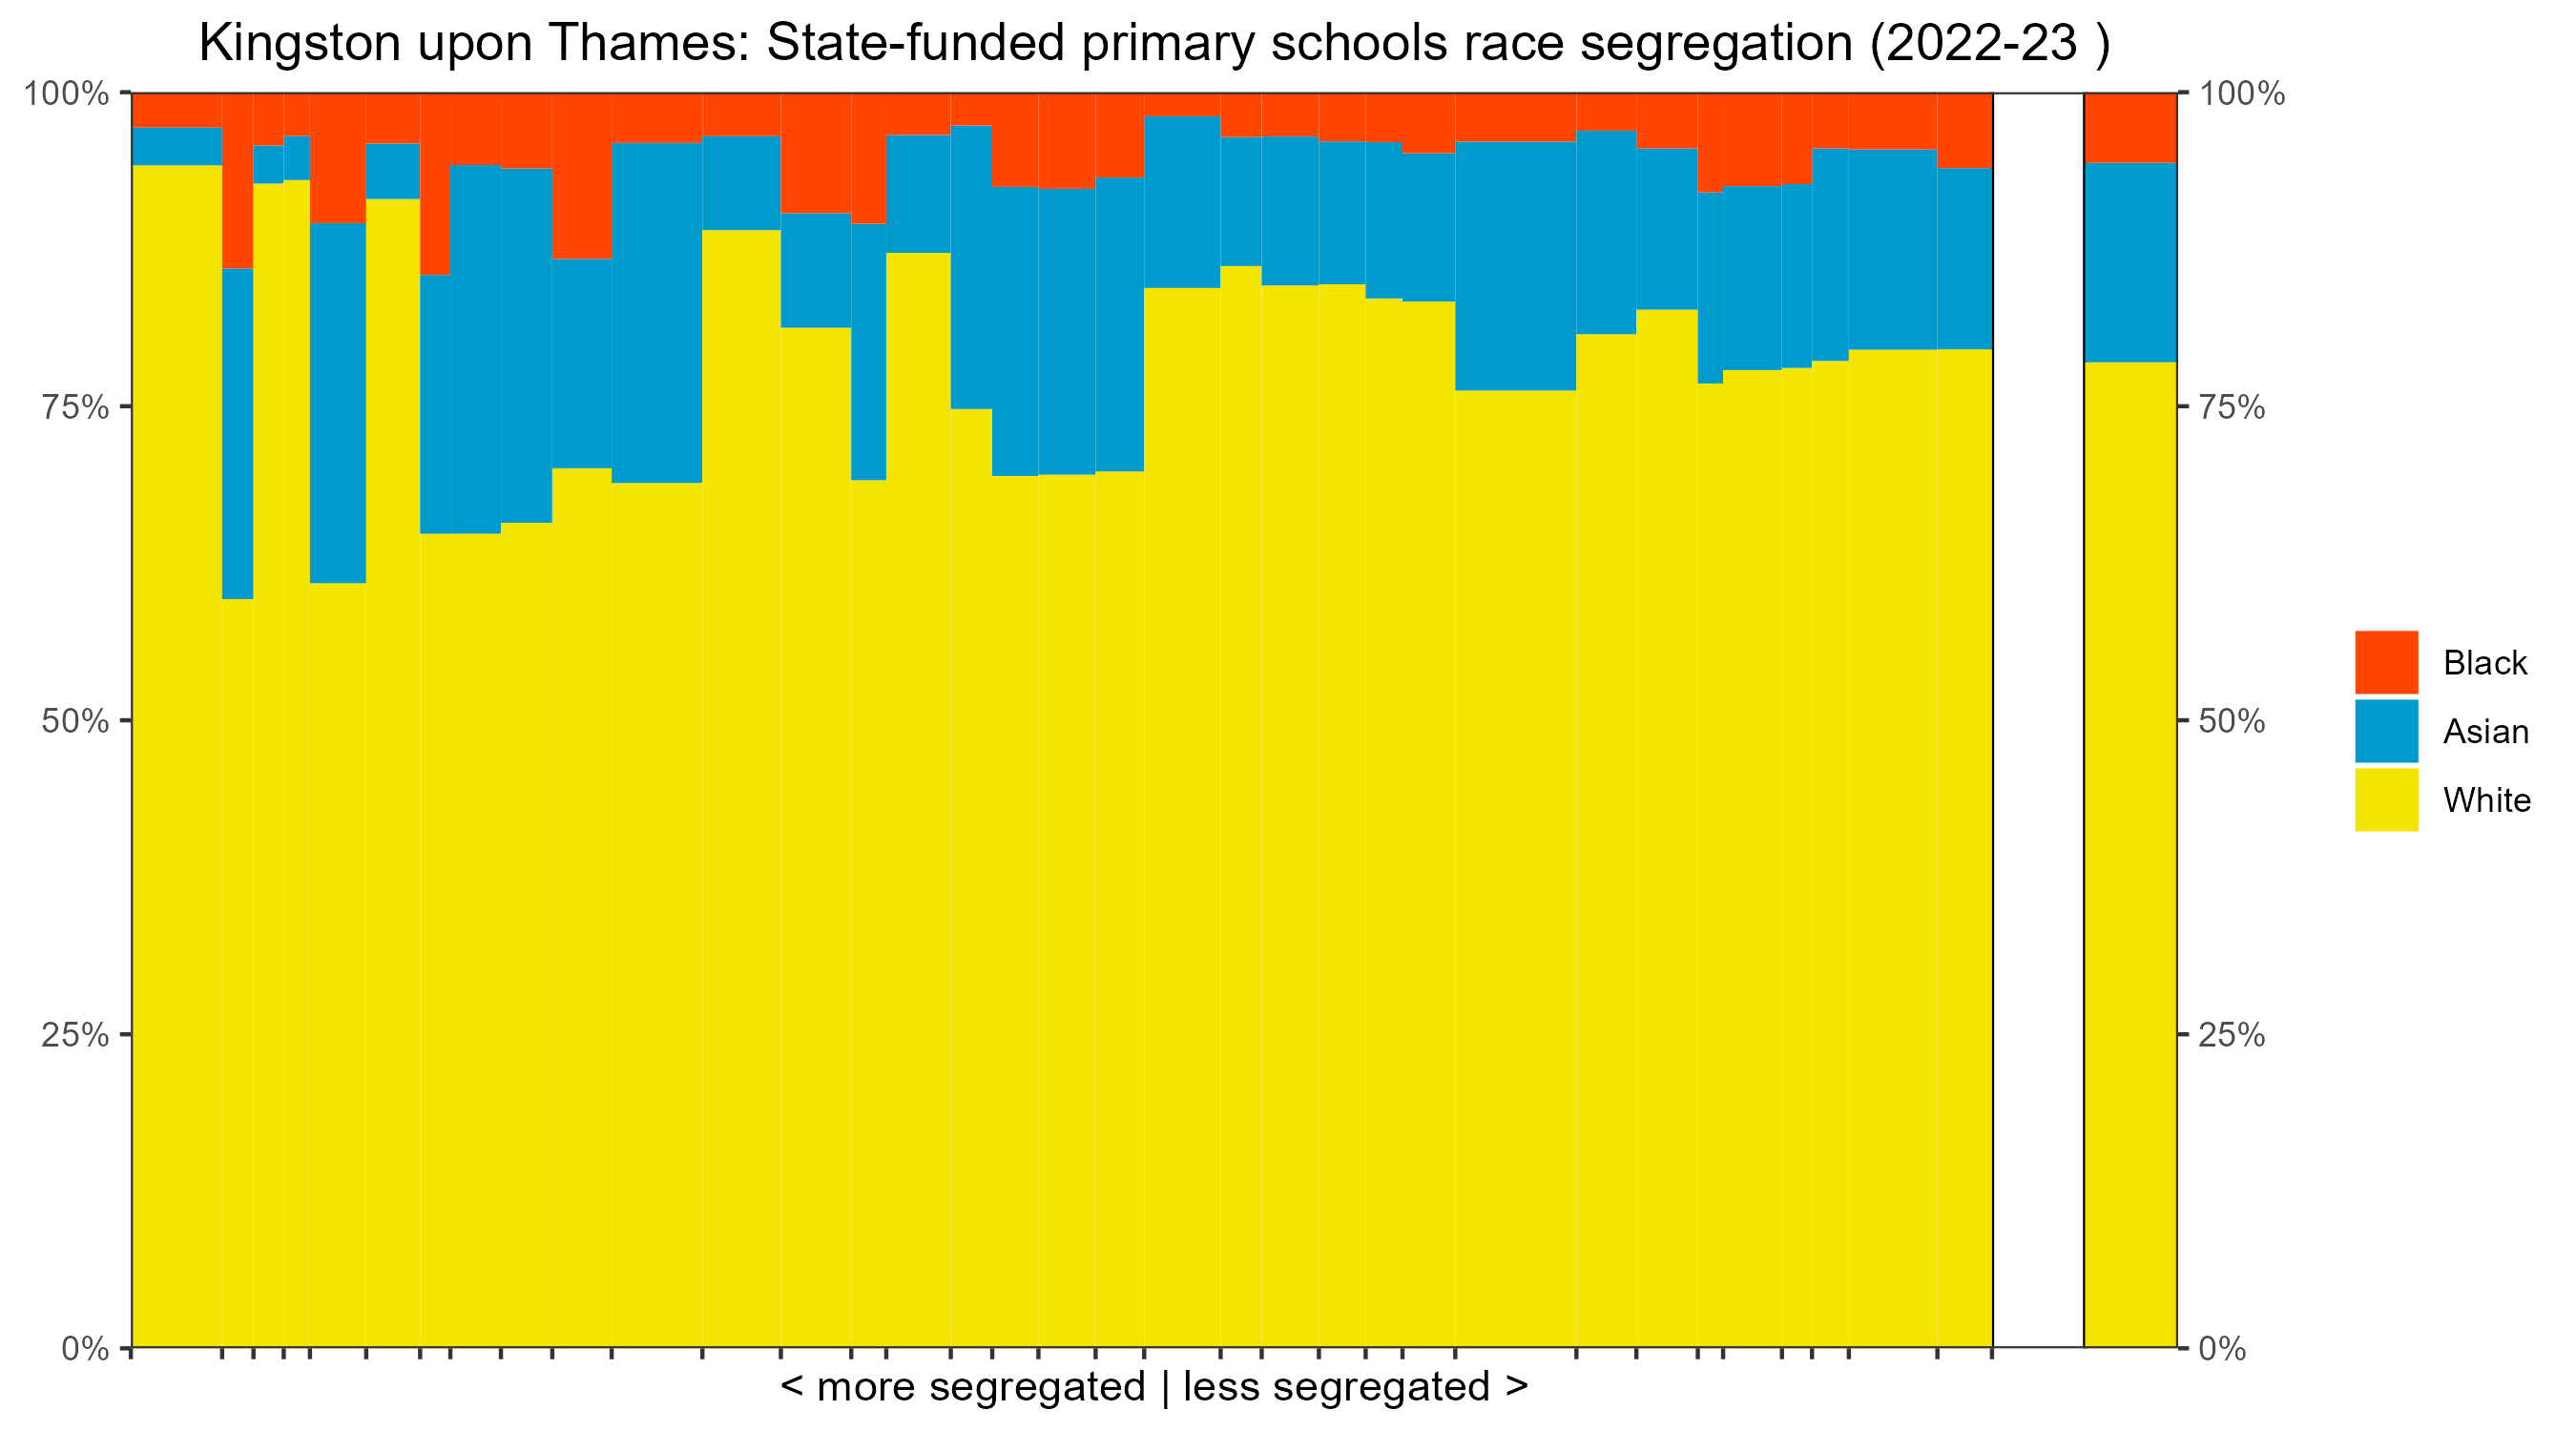 Kingston upon Thames: State-funded primary schools race segregation (2022-23 )
100%
75%
50%
25%
0%
100%
75%
50%
25%
0%
Black
Asian
White
< more segregated | less segregated >